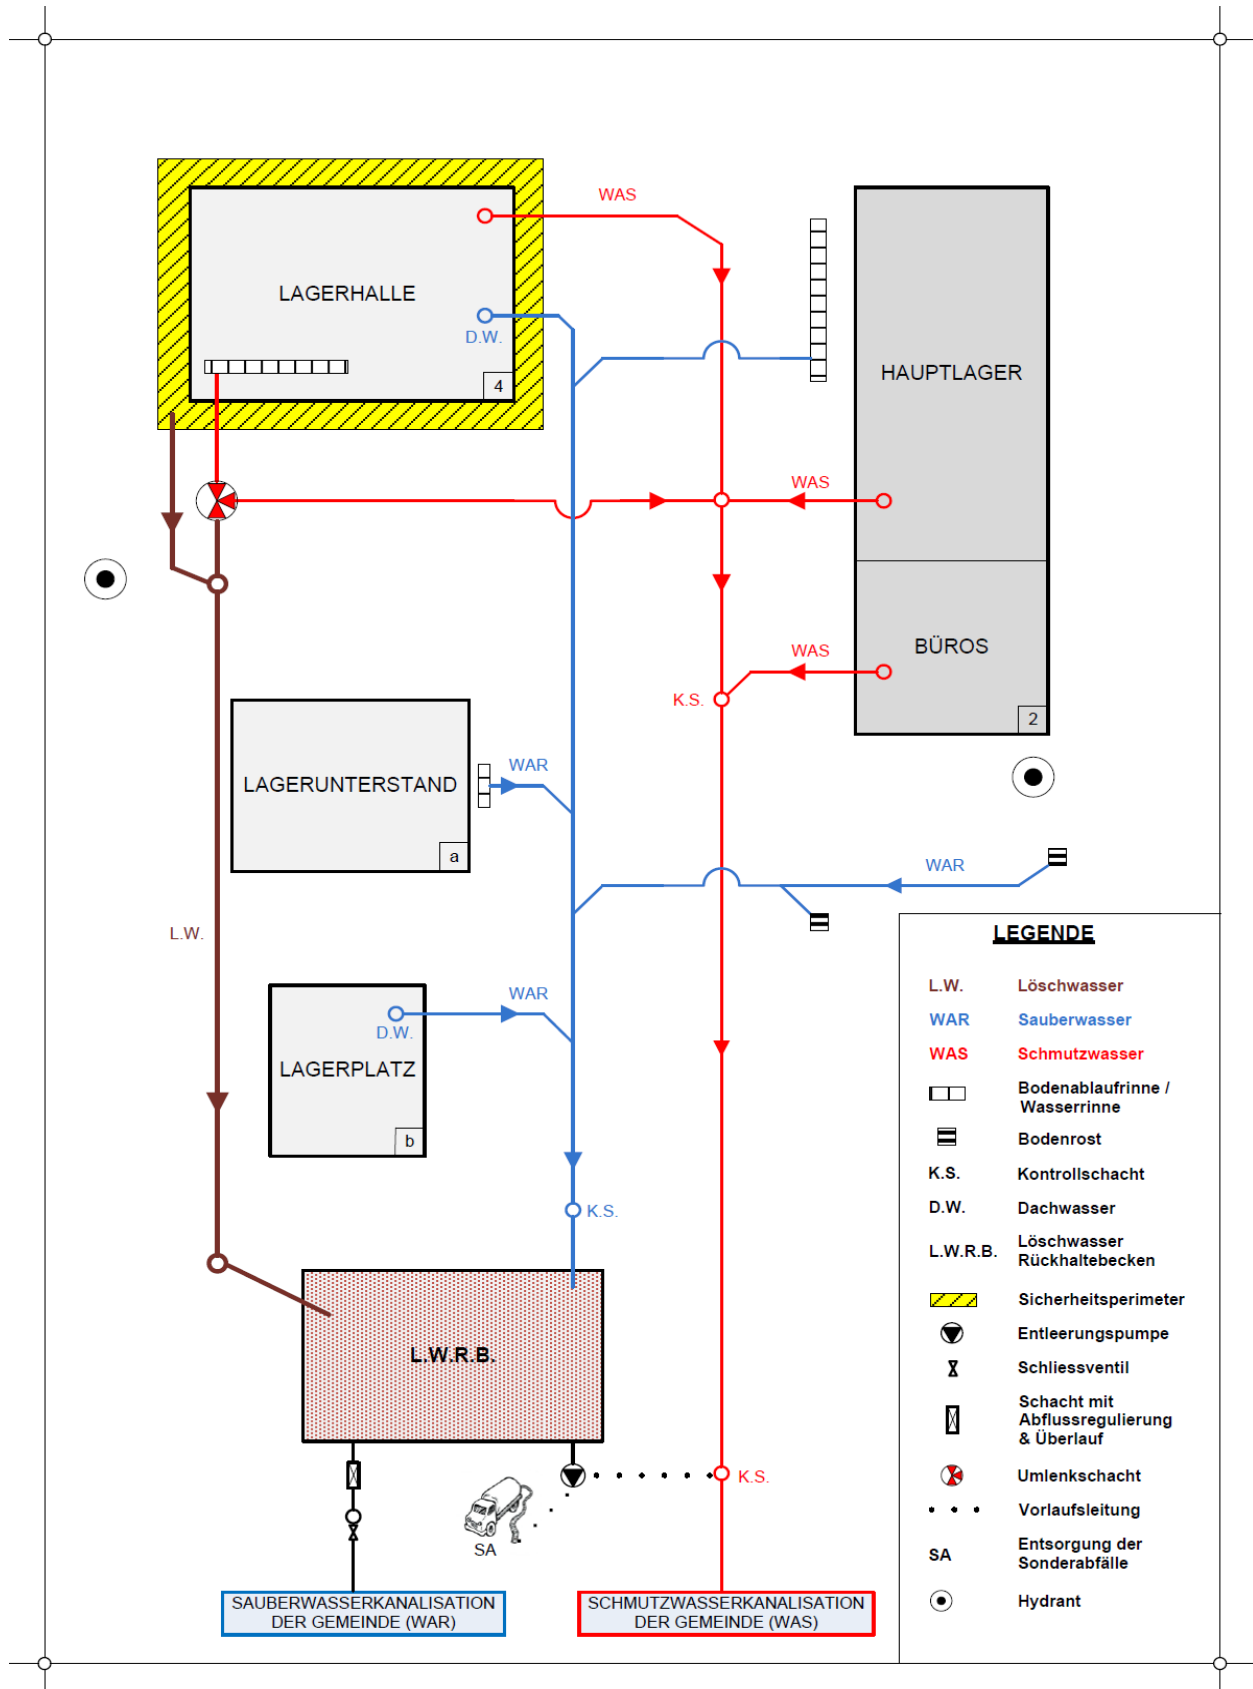 WAS
LAGERHALLE
D.W.
4
HAUPTLAGER
WAS
BÜROS
WAS
K.S.
2
LAGERUNTERSTAND
a
WAR
WAR
L.W.
WAR
D.W.
LAGERPLATZ
b
K.S.
L.W.R.B.
K.S.
SA
SAUBERWASSERKANALISATION
DER GEMEINDE (WAR)
SCHMUTZWASSERKANALISATION
DER GEMEINDE (WAS)
LEGENDE
L.W. Löschwasser
WAR Sauberwasser
WAS Schmutzwasser
Bodenablaufrinne /
Wasserrinne
Bodenrost
K.S. Kontrollschacht
D.W. Dachwasser
L.W.R.B. Löschwasser
Rückhaltebecken
Sicherheitsperimeter
Entleerungspumpe
Schliessventil
Schacht mit
Abflussregulierung
& Überlauf
Umlenkschacht
Vorlaufsleitung
SA Entsorgung der
Sonderabfälle
Hydrant